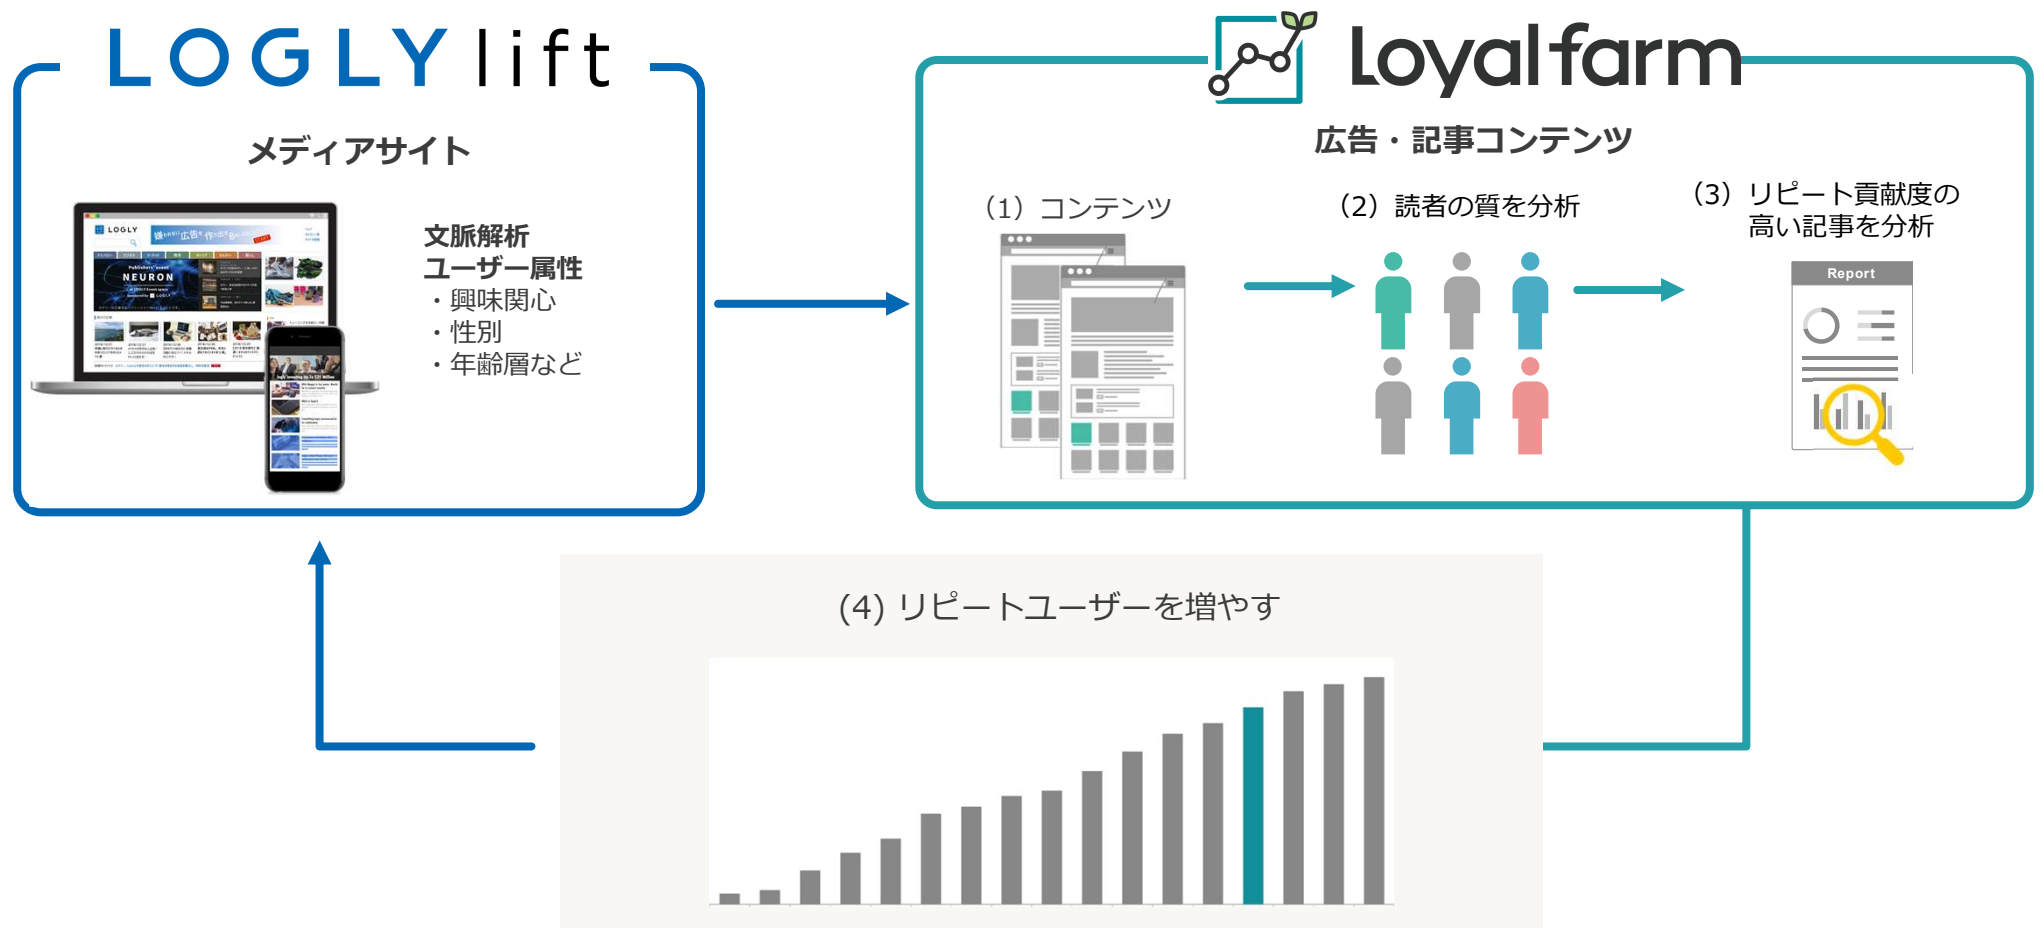 LOGLY lift
メディアサイト
文脈解析
ユーザー属性
・興味関心
・性別
・年齢層など
LOGLY
Publishers' event
NEURON
Loyalfarm
広告・記事コンテンツ
（1）コンテンツ
（2）読者の質を分析
（3）リピート貢献度の
高い記事を分析
Report
(4) リピートユーザーを増やす